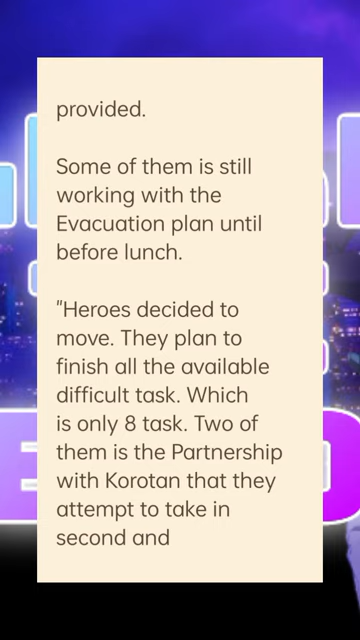 provided.
Some of them is still
working with the
Evacuation plan until
before lunch.
"Heroes decided to
move. They plan to
finish all the available
difficult task. Which
is only 8 task. Two of
them is the Partnership
with Korotan that they
attempt to take in
second and